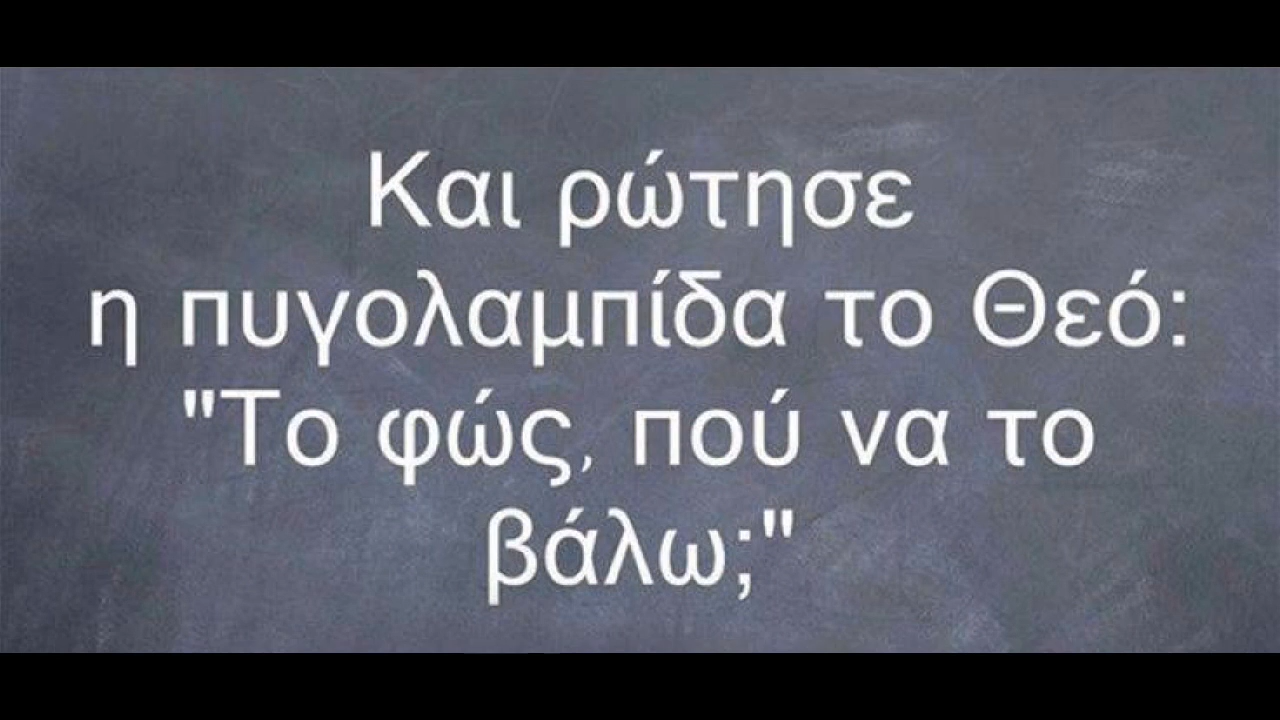 Και ρώτησε
η πυγολαμπίδα το Θεό:
"Το φώς, πού να το
βάλω;"